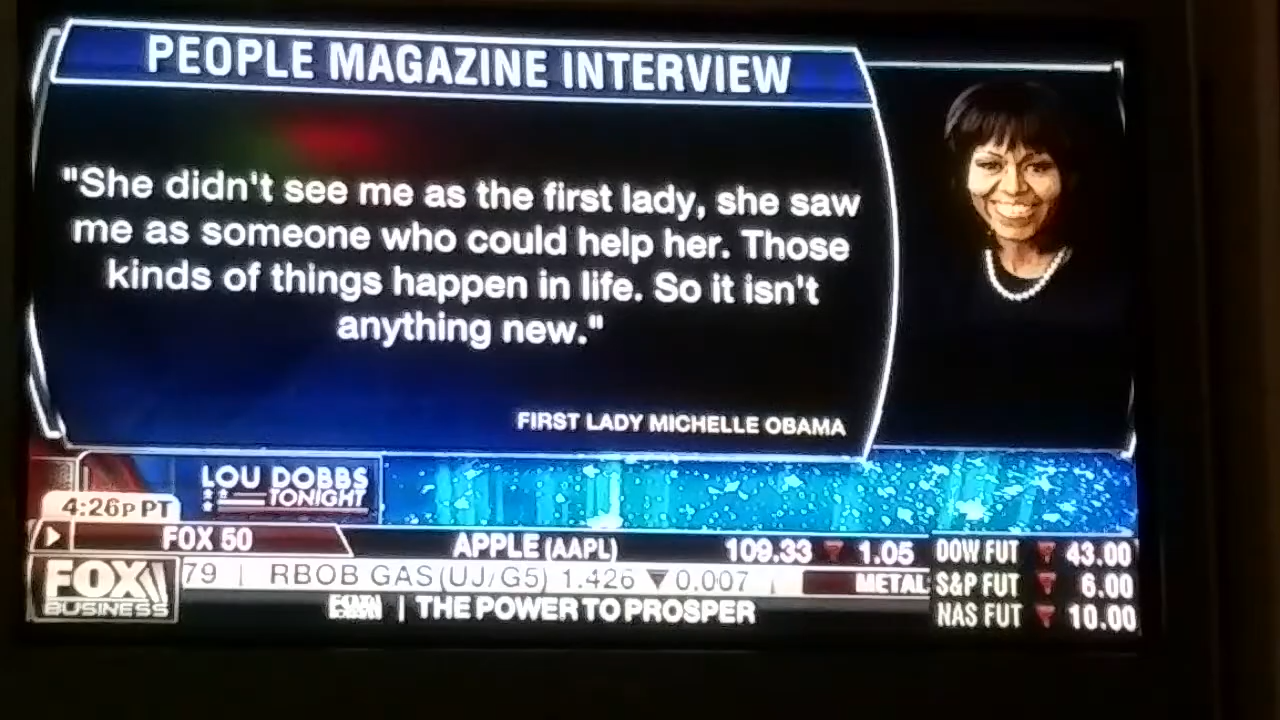 PEOPLE MAGAZINE INTERVIEW
"She didn't see me as the first lady, she saw
me as someone who could help her. Those
kinds of things happen in life. So it isn't
anything new."
FIRST LADY MICHELLE OBAMA
LOU DOBBS
TONIGHT
4:26P PT
FOX 50
APPLE (AAPL) 109.33 ▼ 1.05
DOW FUT ▼ 43.00
79 | RBOB GAS(UJ/G5) 1.426 ▼0.007 | METAL
S&P FUT ▼ 6.00
FOX
BUSINESS
| THE POWER TO PROSPER
NAS FUT ▼ 10.00